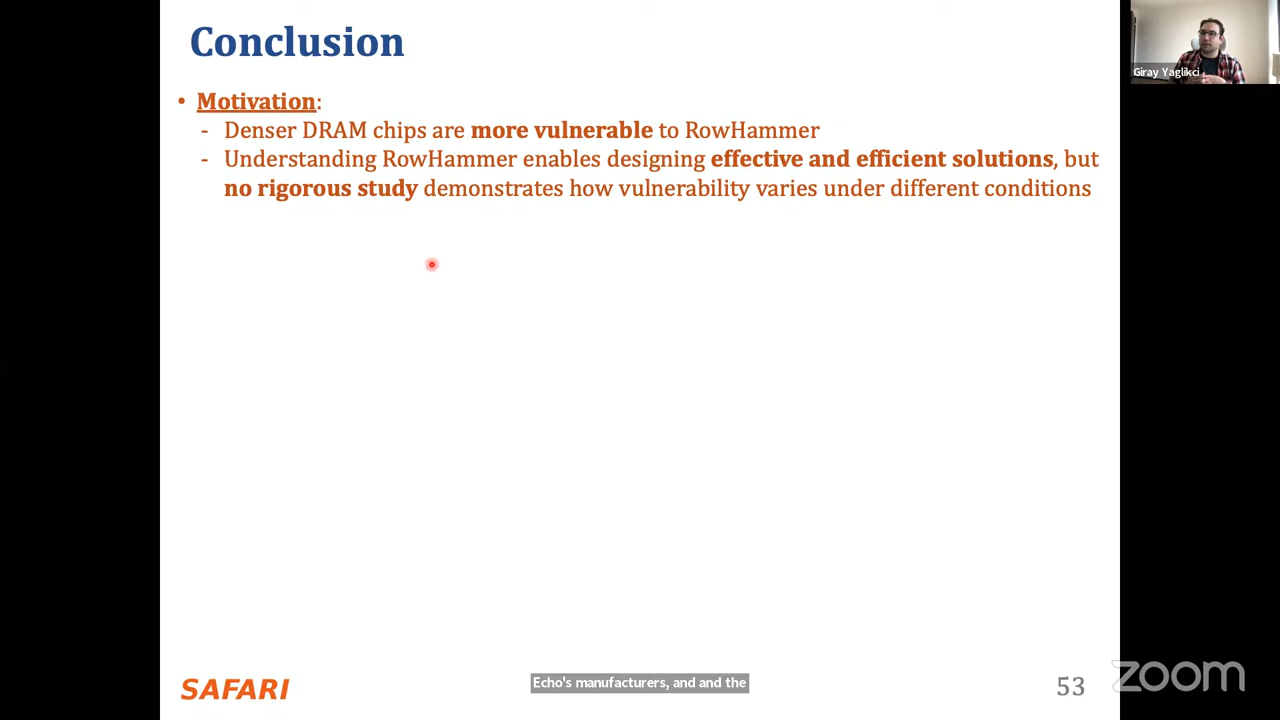 Conclusion
Giray Yaglikci
• Motivation:
- Denser DRAM chips are more vulnerable to RowHammer
- Understanding RowHammer enables designing effective and efficient solutions, but
no rigorous study demonstrates how vulnerability varies under different conditions
Echo's manufacturers, and and the
SAFARI
53
zoom